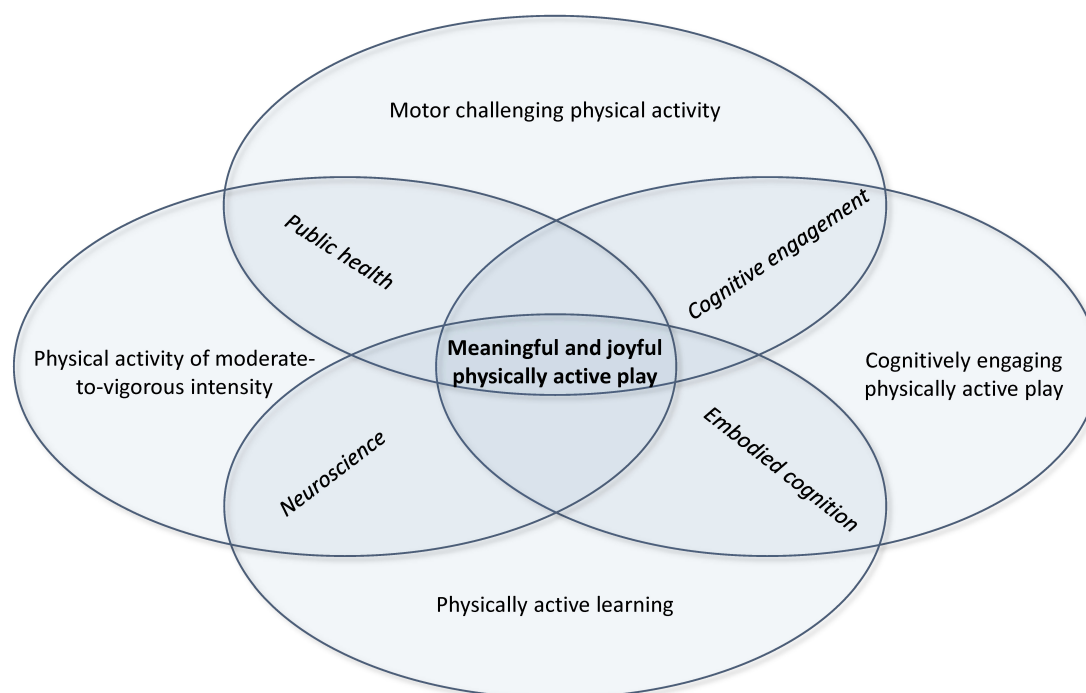 Motor challenging physical activity
Public health
Cognitive engagement
Physical activity of moderate-
to-vigorous intensity
Meaningful and joyful
physically active play
Cognitively engaging
physically active play
Neuroscience
Embodied cognition
Physically active learning